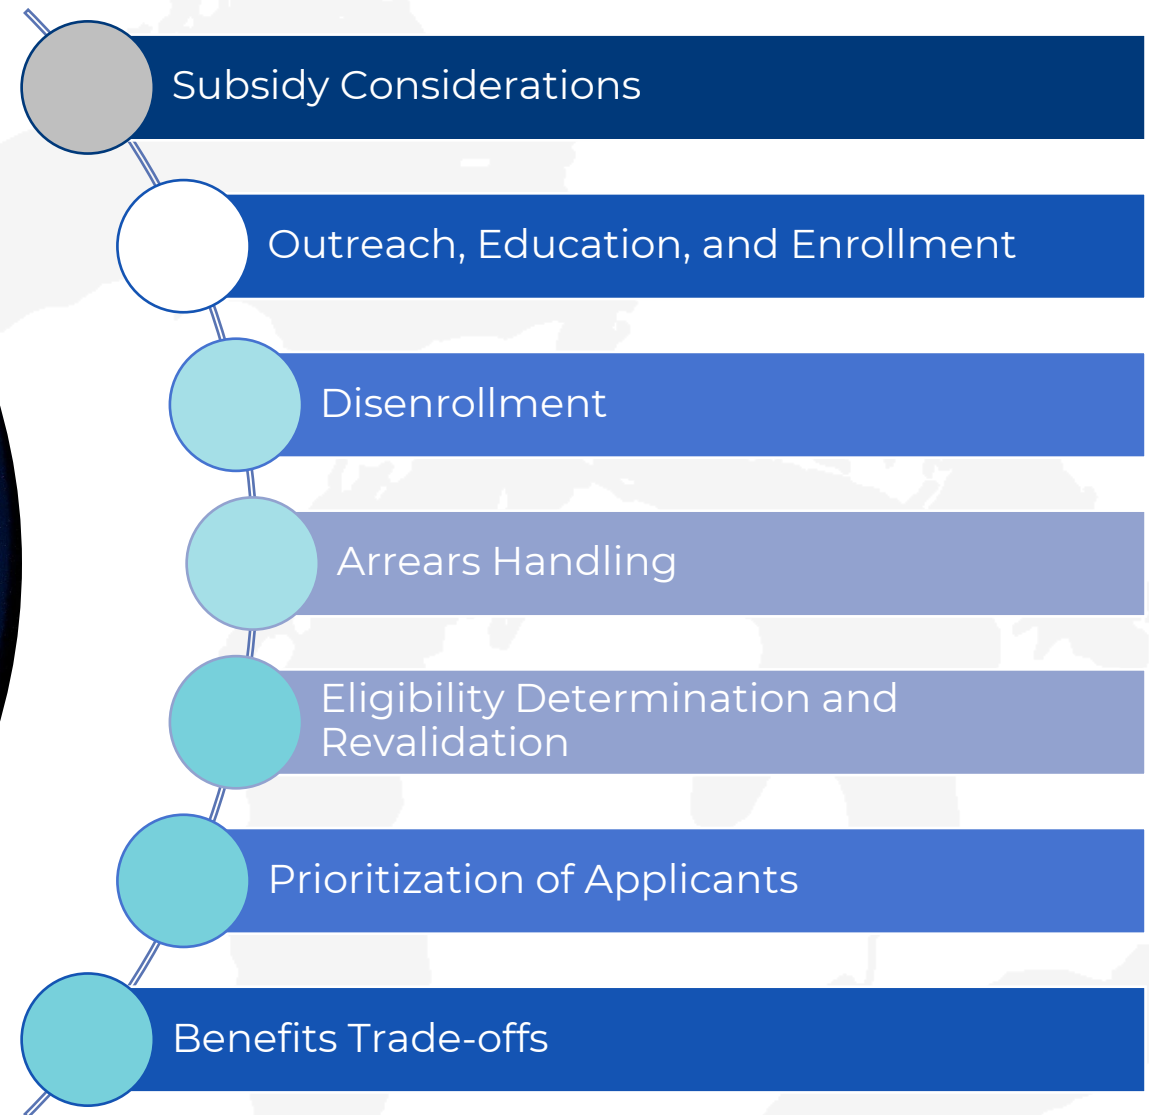 Subsidy Considerations
Outreach, Education, and Enrollment
Disenrollment
Arrears Handling
Eligibility Determination and
Revalidation
Prioritization of Applicants
Benefits Trade-offs